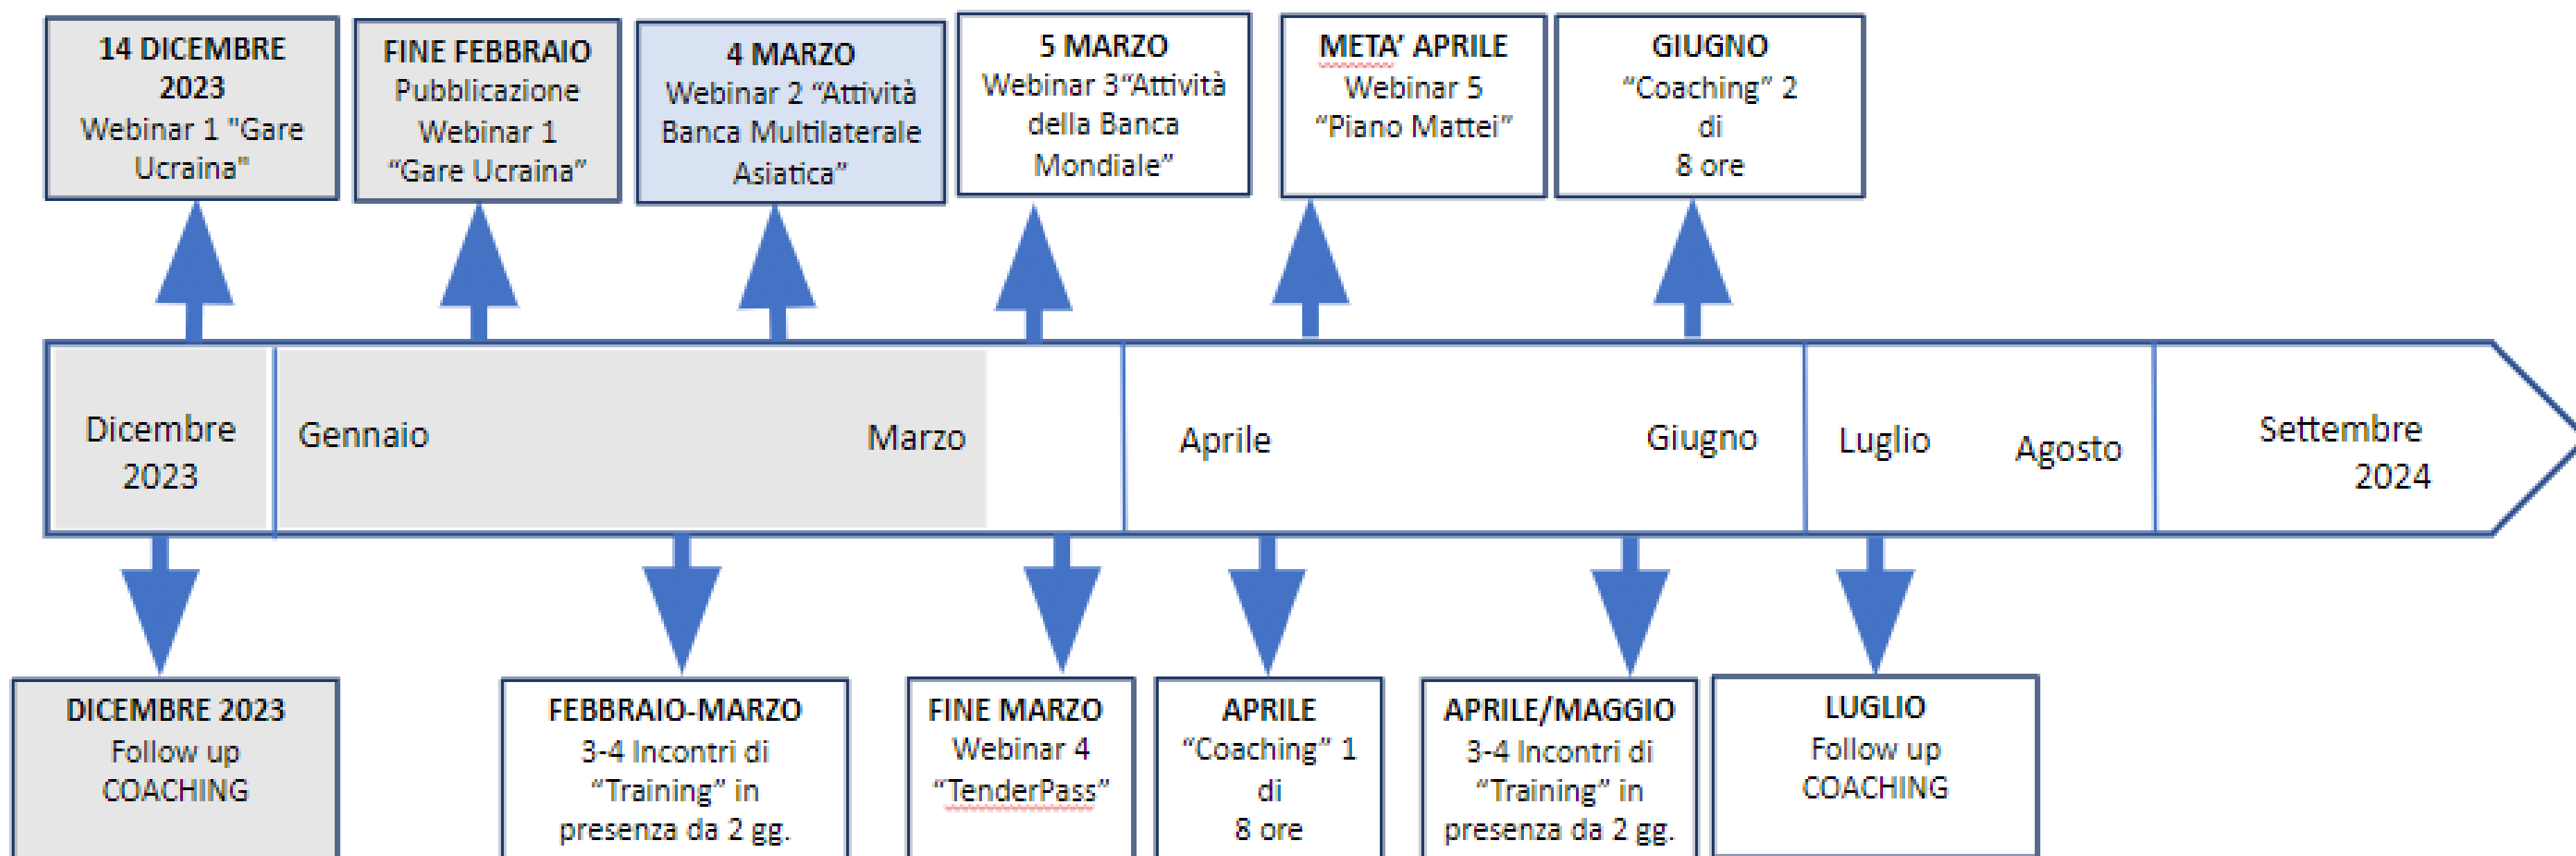 14 DICEMBRE
2023
Webinar 1 "Gare
Ucraina"
FINE FEBBRAIO
Pubblicazione
Webinar 1
“Gare Ucraina”
4 MARZO
Webinar 2 “Attività
Banca Multilaterale
Asiatica”
5 MARZO
Webinar 3“Attività
della Banca
Mondiale”
META’ APRILE
Webinar 5
“Piano Mattei”
GIUGNO
“Coaching” 2
di
8 ore
Dicembre
2023
Gennaio
Marzo
Aprile
Giugno
Luglio
Agosto
Settembre
2024
DICEMBRE 2023
Follow up
COACHING
FEBBRAIO-MARZO
3-4 Incontri di
“Training” in
presenza da 2 gg.
FINE MARZO
Webinar 4
“TenderPass”
APRILE
“Coaching” 1
di
8 ore
APRILE/MAGGIO
3-4 Incontri di
“Training” in
presenza da 2 gg.
LUGLIO
Follow up
COACHING